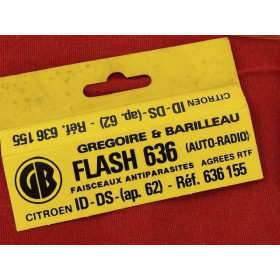 CITROEN ID-DS-(ap. 62) - Réf. 636 155
GREGOIRE & BARILLEAU
GB
FLASH 636 (AUTO-RADIO)
FAISCEAUX ANTIPARASITES AGREES RTF
CITROEN ID-DS-(ap. 62) - Réf. 636 155